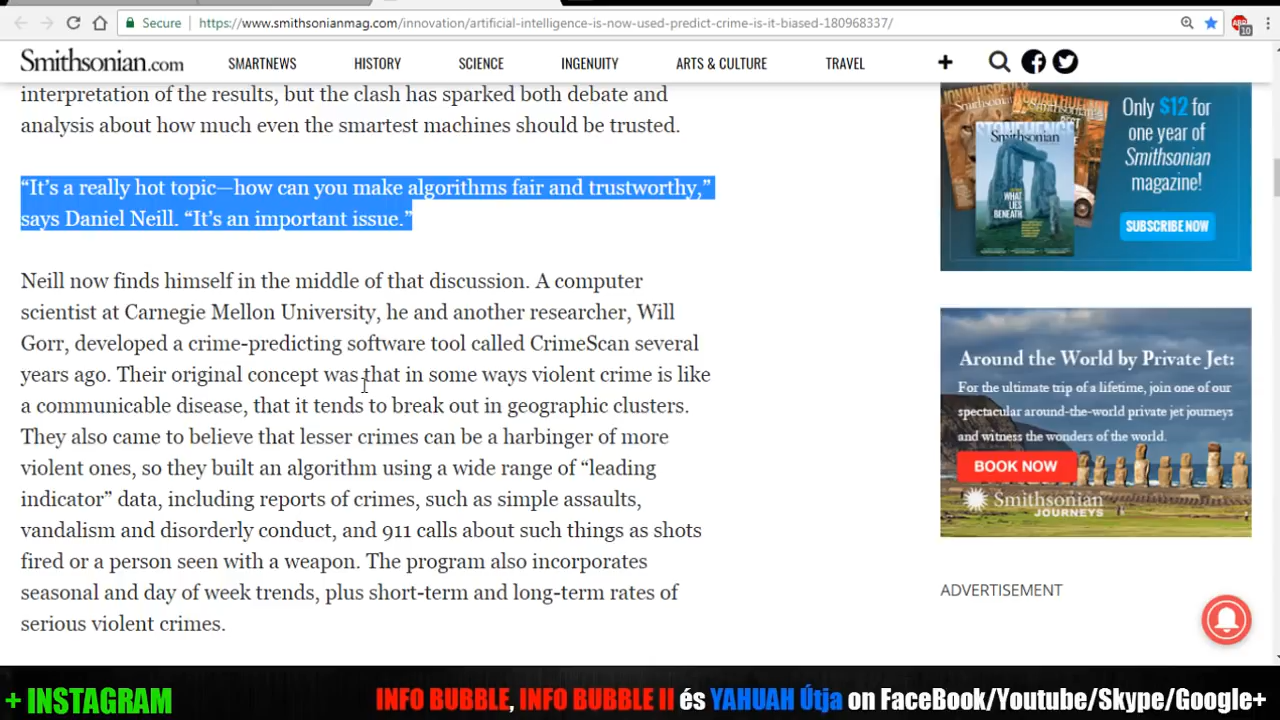 Secure
https://www.smithsonianmag.com/innovation/artificial-intelligence-is-now-used-predict-crime-is-it-biased-180968337/
10
Smithsonian.com
SMARTNEWS
HISTORY
SCIENCE
INGENUITY
ARTS & CULTURE
TRAVEL
interpretation of the results, but the clash has sparked both debate and
analysis about how much even the smartest machines should be trusted.
“It’s a really hot topic—how can you make algorithms fair and trustworthy,”
says Daniel Neill. “It’s an important issue.”
Neill now finds himself in the middle of that discussion. A computer
scientist at Carnegie Mellon University, he and another researcher, Will
Gorr, developed a crime-predicting software tool called CrimeScan several
years ago. Their original concept was that in some ways violent crime is like
a communicable disease, that it tends to break out in geographic clusters.
They also came to believe that lesser crimes can be a harbinger of more
violent ones, so they built an algorithm using a wide range of “leading
indicator” data, including reports of crimes, such as simple assaults,
vandalism and disorderly conduct, and 911 calls about such things as shots
fired or a person seen with a weapon. The program also incorporates
seasonal and day of week trends, plus short-term and long-term rates of
serious violent crimes.
STONEHENGE
Smithsonian
WHAT
LIES
BENEATH
Only $12 for
one year of
Smithsonian
magazine!
SUBSCRIBE NOW
Around the World by Private Jet:
For the ultimate trip of a lifetime, join one of our
spectacular around-the-world private jet journeys
and witness the wonders of the world.
BOOK NOW
Smithsonian
JOURNEYS
ADVERTISEMENT
+ INSTAGRAM
INFO BUBBLE, INFO BUBBLE II és YAHUAH Útja on FaceBook/Youtube/Skype/Google+